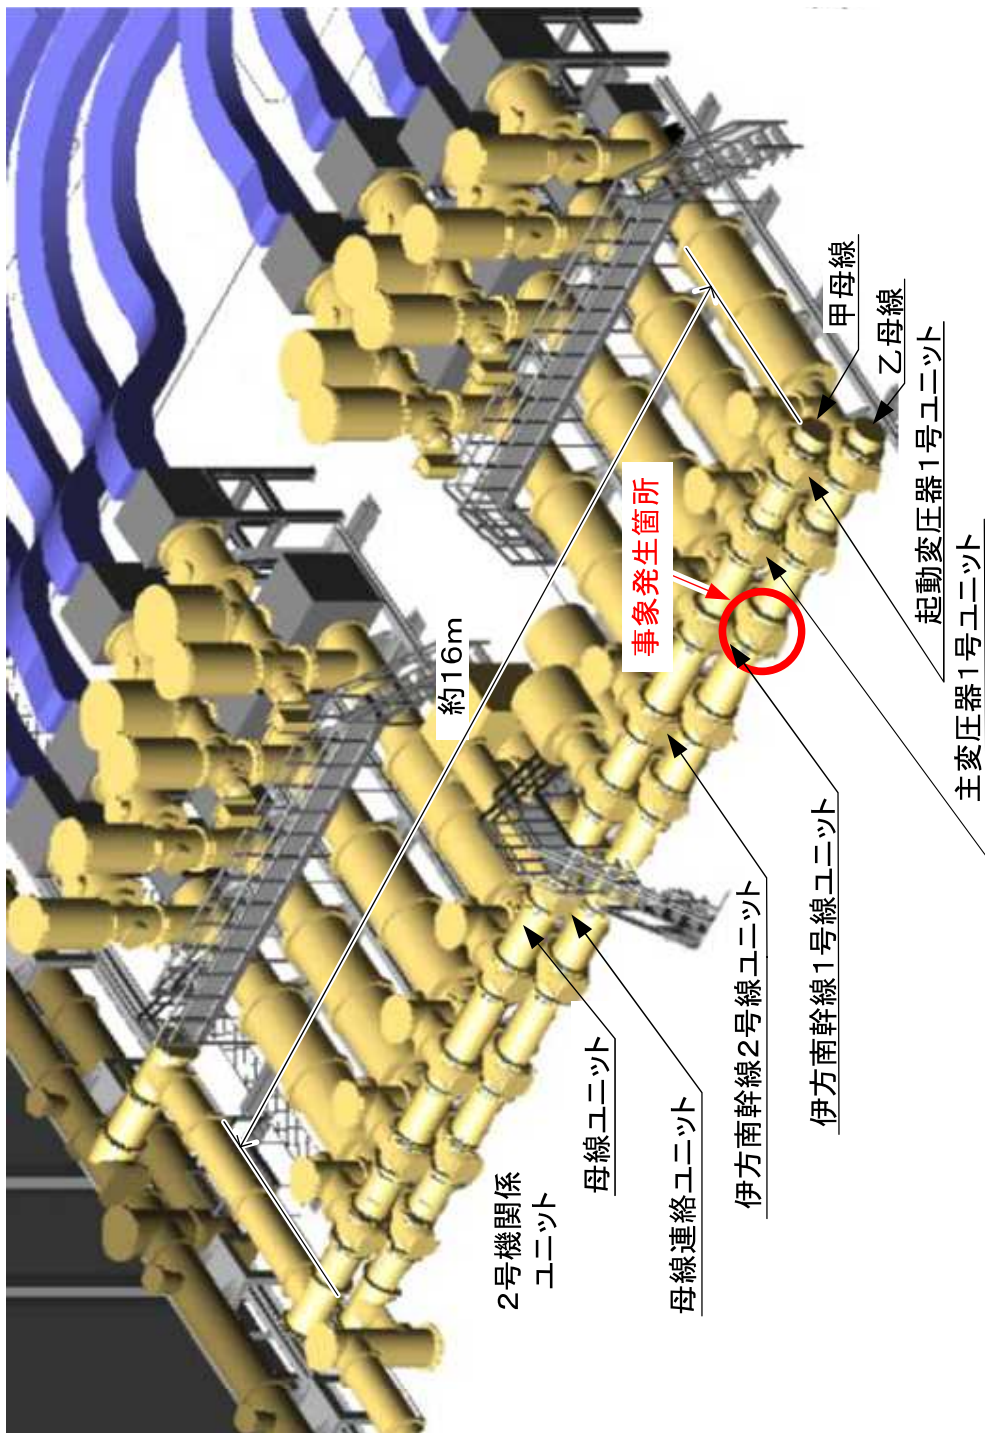 約16m
事象発生箇所
甲母線
乙母線
起動変圧器1号ユニット
主変圧器1号ユニット
伊方南幹線1号線ユニット
伊方南幹線2号線ユニット
母線連絡ユニット
母線ユニット
2号機関係
ユニット